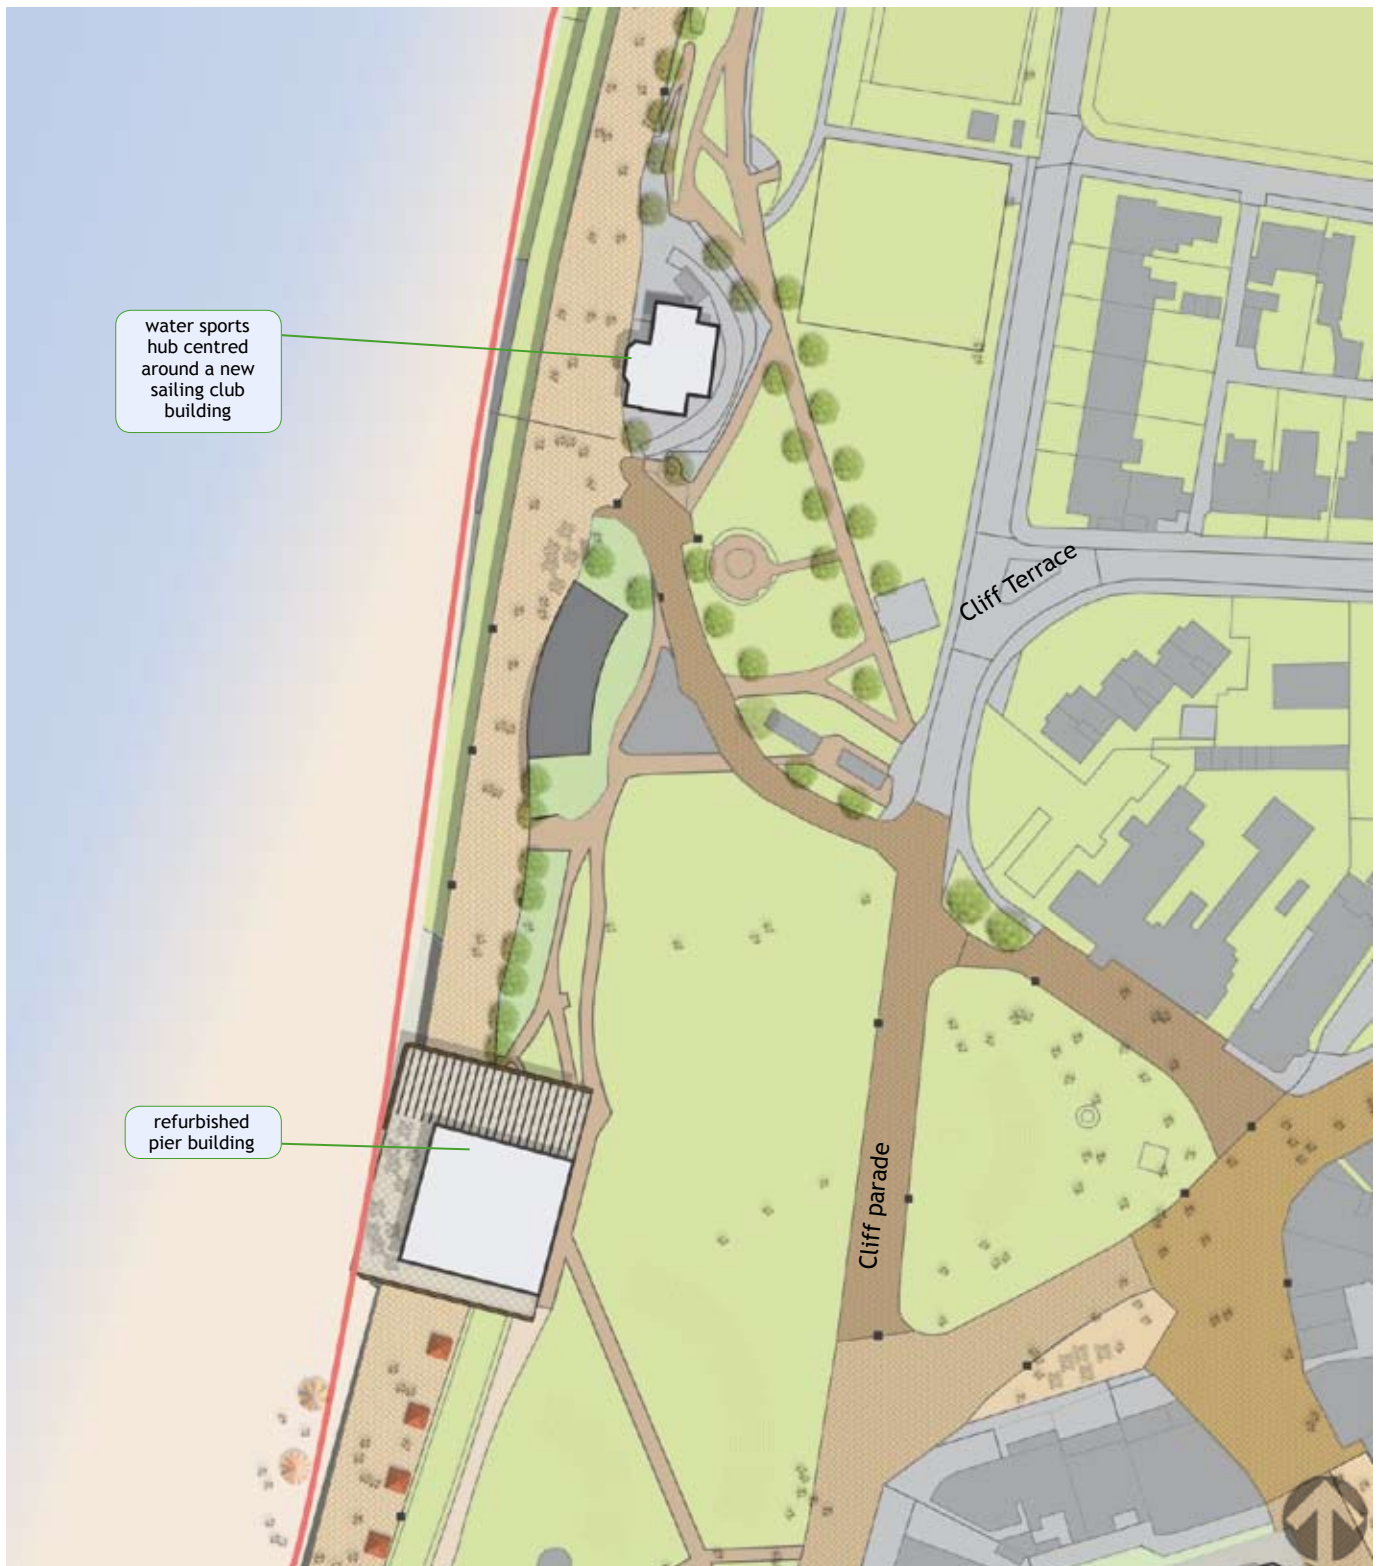 water sports
hub centred
around a new
sailing club
building
Cliff Terrace
refurbished
pier building
Cliff parade